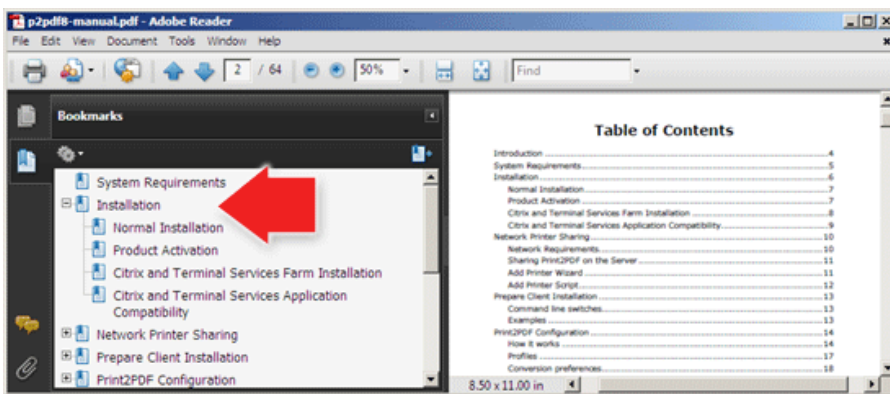 p2pdf8-manual.pdf - Adobe Reader
File Edit View Document Tools Window Help
2 / 64 50% Find
Bookmarks
System Requirements
Installation
Normal Installation
Product Activation
Citrix and Terminal Services Farm Installation
Citrix and Terminal Services Application
Compatibility
Network Printer Sharing
Prepare Client Installation
Print2PDF Configuration
Table of Contents
Introduction 4
System Requirements 5
Installation 6
Normal Installation 7
Product Activation 7
Citrix and Terminal Services Farm Installation 8
Citrix and Terminal Services Application Compatibility 9
Network Printer Sharing 10
Network Requirements 10
Sharing Print2PDF on the Server 11
Add Printer Wizard 11
Add Printer Script 12
Prepare Client Installation 13
Command line switches 13
Examples 13
Print2PDF Configuration 14
How it works 14
Profiles 17
Conversion preferences 18
8.50 x 11.00 in